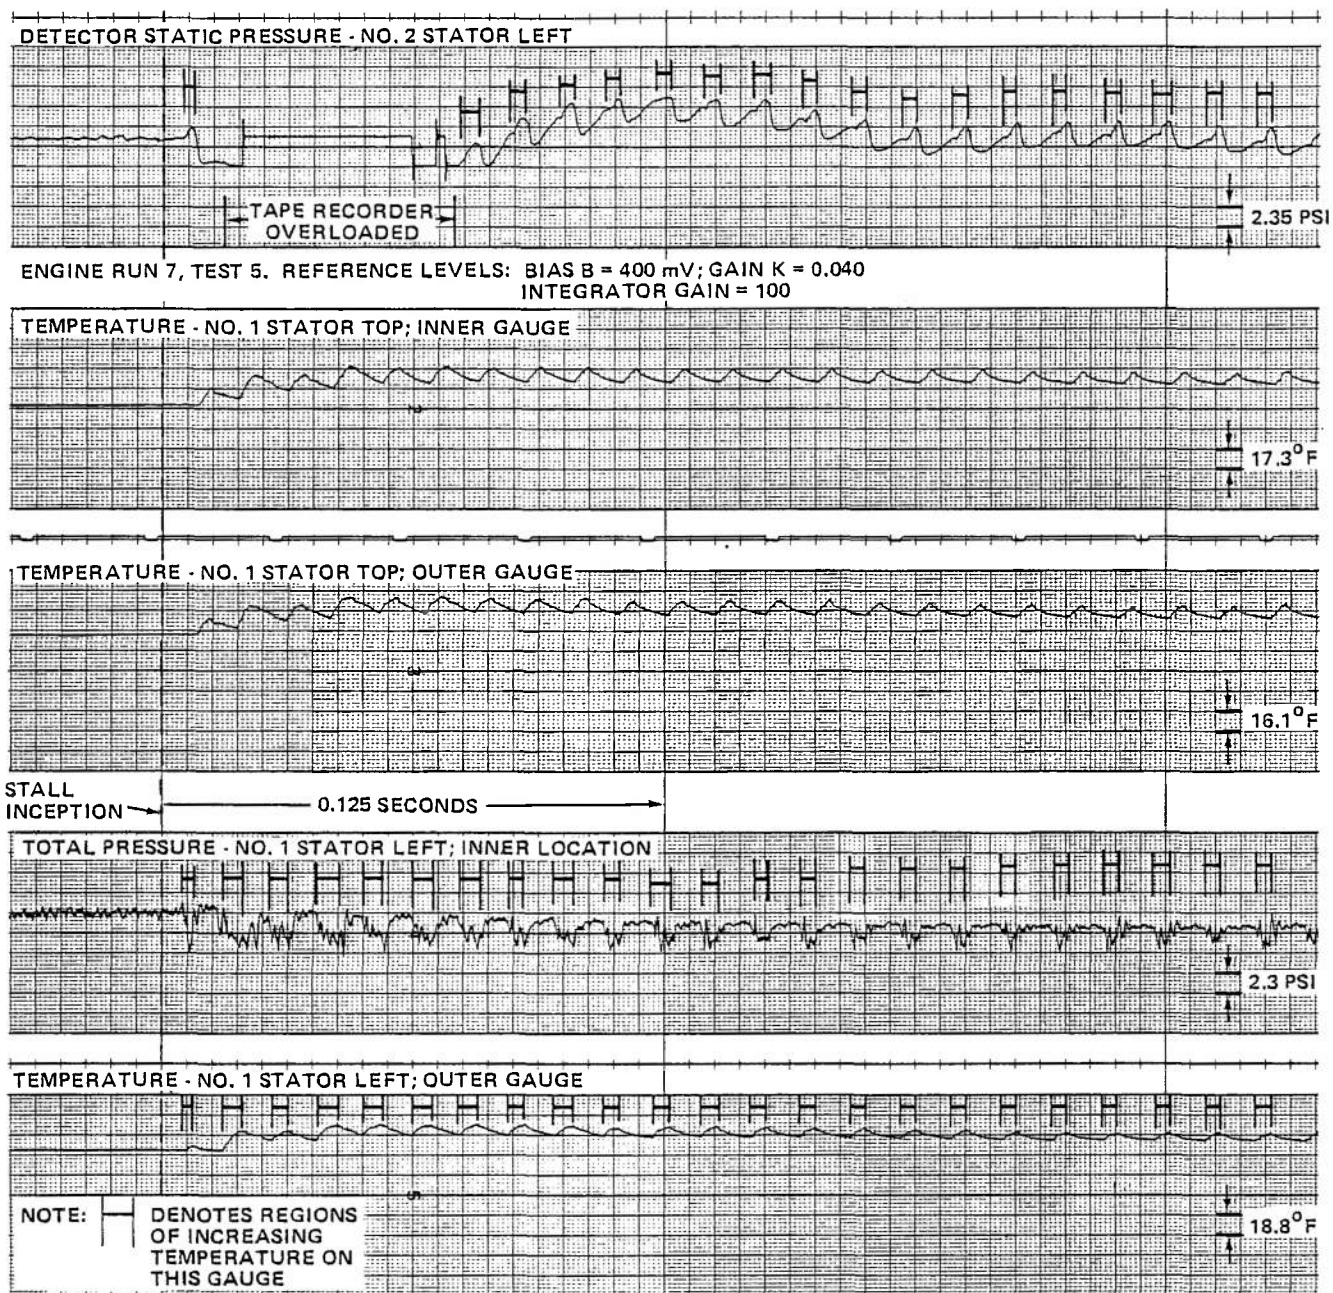 DETECTOR STATIC PRESSURE - NO. 2 STATOR LEFT
TAPE RECORDER
OVERLOADED
2.35 PSI
ENGINE RUN 7, TEST 5. REFERENCE LEVELS: BIAS B = 400 mV; GAIN K = 0.040
INTEGRATOR GAIN = 100
TEMPERATURE - NO. 1 STATOR TOP; INNER GAUGE
2
17.3°F
TEMPERATURE - NO. 1 STATOR TOP; OUTER GAUGE
3
16.1°F
STALL
INCEPTION
0.125 SECONDS
TOTAL PRESSURE - NO. 1 STATOR LEFT; INNER LOCATION
2.3 PSI
TEMPERATURE - NO. 1 STATOR LEFT; OUTER GAUGE
5
18.8°F
NOTE:
DENOTES REGIONS
OF INCREASING
TEMPERATURE ON
THIS GAUGE